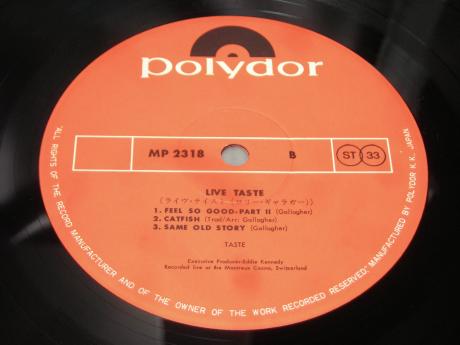 polydor
MP 2318 B ST 33
LIVE TASTE
(ライヴ・テイスト/ロリー・ギャラガー)
1. FEEL SO GOOD-PART II (Gallagher)
2. CATFISH (Trad/Arr: Gallagher)
3. SAME OLD STORY (Gallagher)
TASTE
Executive Producer-Eddie Kennedy
Recorded live at the Montreux Casino, Switzerland
"ALL RIGHTS OF THE RECORD MANUFACTURER AND OF THE OWNER OF THE WORK REPRODUCED RESERVED." MANUFACTURED BY POLYDOR K.K. JAPAN